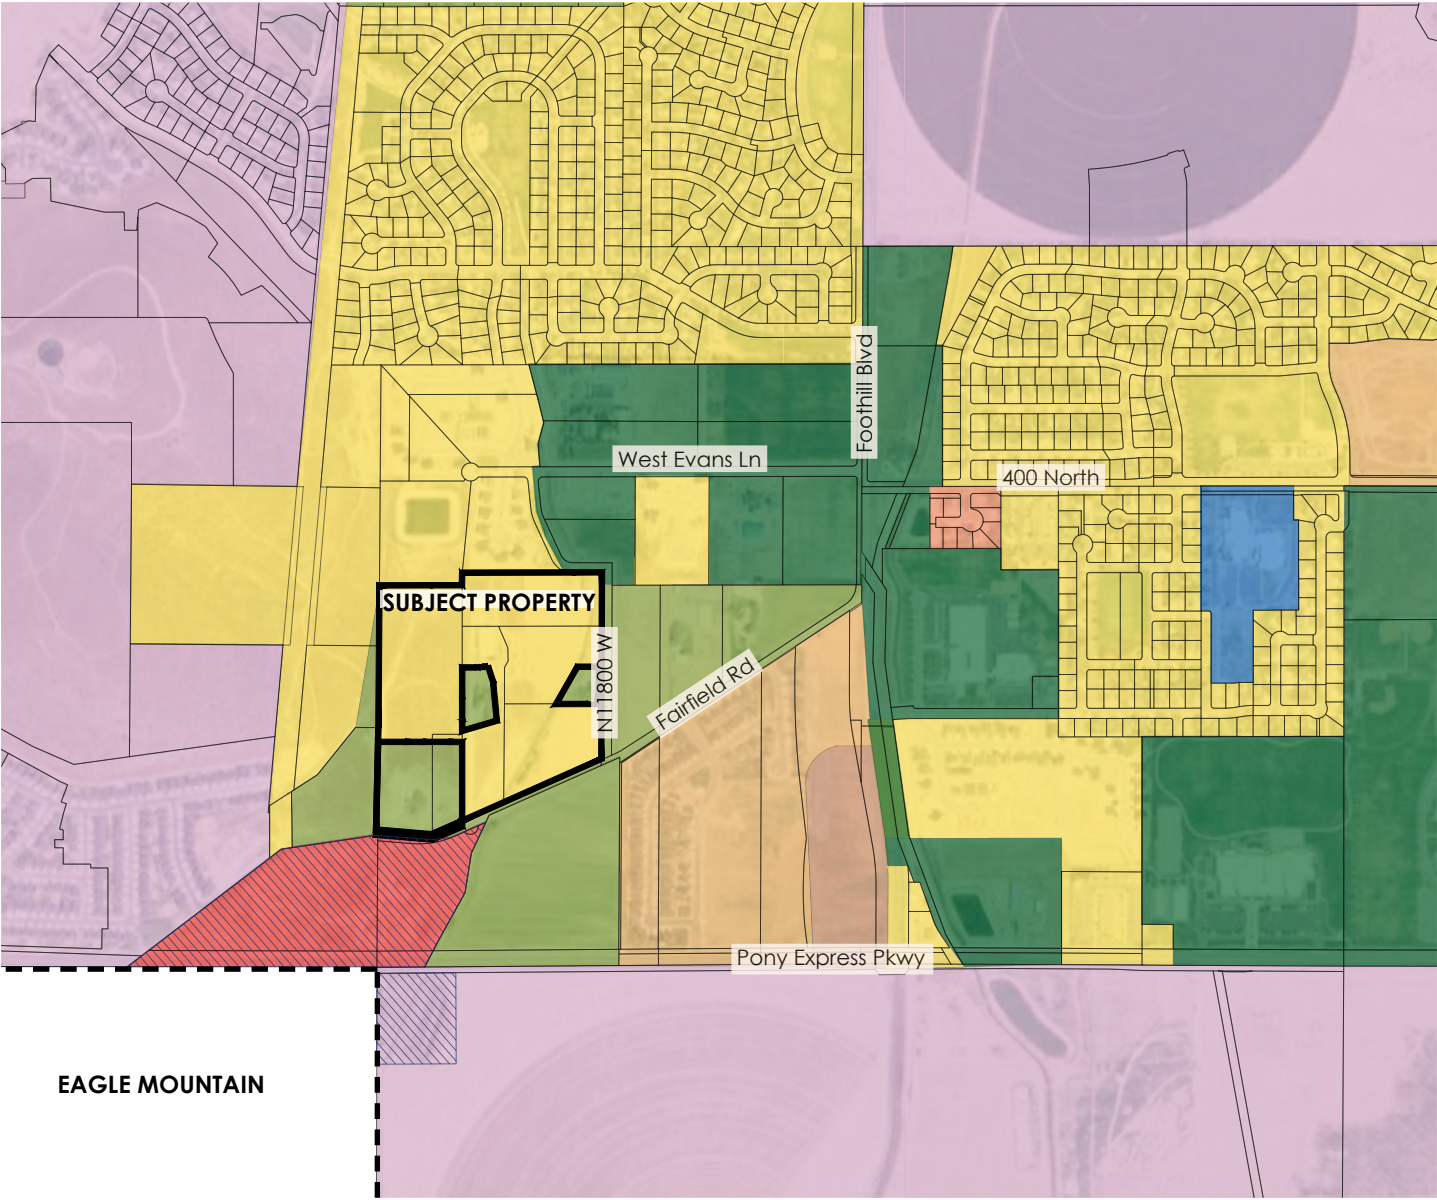 Foothill Blvd
West Evans Ln
400 North
SUBJECT PROPERTY
N11800 W
Fairfield Rd
Pony Express Pkwy
EAGLE MOUNTAIN